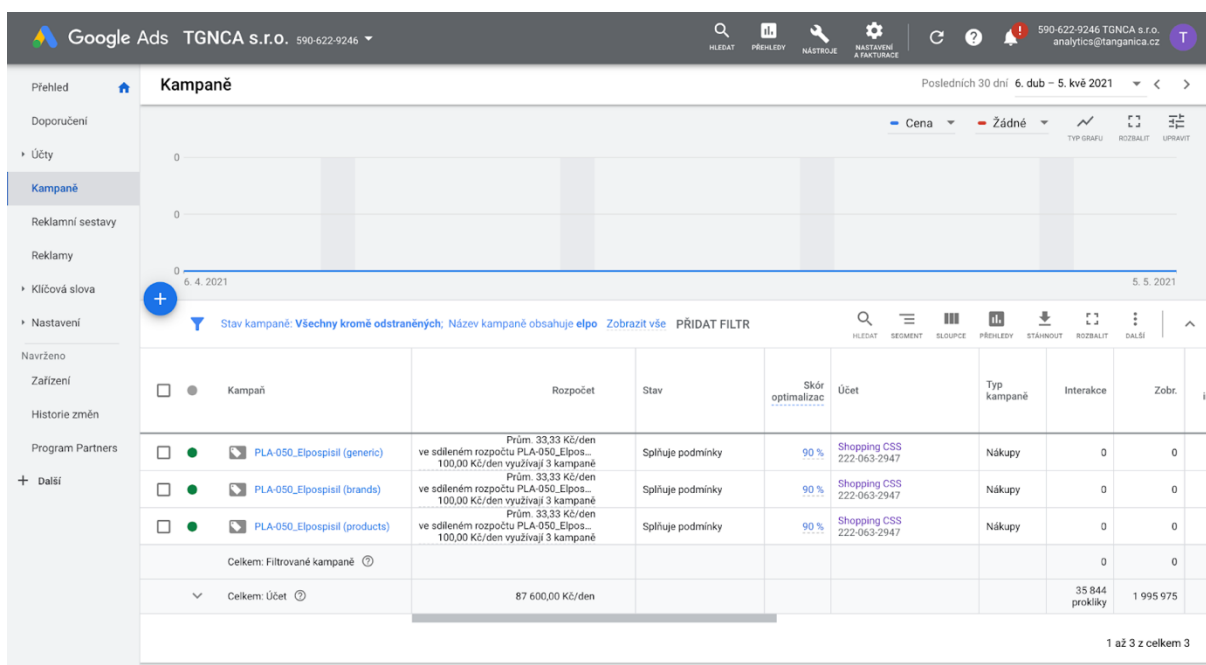 Google Ads TGNCA s.r.o. 590-622-9246
HLEDAT PŘEHLEDY NÁSTROJE NASTAVENÍ A FAKTURACE
590-622-9246 TGNCA s.r.o.
analytics@tanganica.cz
T
Přehled
Doporučení
Účty
Kampaně
Reklamní sestavy
Reklamy
Klíčová slova
Nastavení
Navrženo
Zařízení
Historie změn
Program Partners
+ Další
Kampaně
Posledních 30 dní 6. dub – 5. kvě 2021
Cena Žádné
TYP GRAFU ROZBALIT UPRAVIT
0
0
0
6. 4. 2021 5. 5. 2021
Stav kampaně: Všechny kromě odstraněných; Název kampaně obsahuje elpo Zobrazit vše PŘIDAT FILTR
HLEDAT SEGMENT SLOUPCE PŘEHLEDY STÁHNOUT ROZBALIT DALŠÍ
Kampaň Rozpočet Stav Skór optimalizac Účet Typ kampaně Interakce Zobr.
PLA-050_Elpospisil (generic) Prům. 33,33 Kč/den ve sdíleném rozpočtu PLA-050_Elpos... 100,00 Kč/den využívají 3 kampaně Splňuje podmínky 90 % Shopping CSS 222-063-2947 Nákupy 0 0
PLA-050_Elpospisil (brands) Prům. 33,33 Kč/den ve sdíleném rozpočtu PLA-050_Elpos... 100,00 Kč/den využívají 3 kampaně Splňuje podmínky 90 % Shopping CSS 222-063-2947 Nákupy 0 0
PLA-050_Elpospisil (products) Prům. 33,33 Kč/den ve sdíleném rozpočtu PLA-050_Elpos... 100,00 Kč/den využívají 3 kampaně Splňuje podmínky 90 % Shopping CSS 222-063-2947 Nákupy 0 0
Celkem: Filtrované kampaně 0 0
Celkem: Účet 87 600,00 Kč/den 35 844 prokliky 1 995 975
1 až 3 z celkem 3